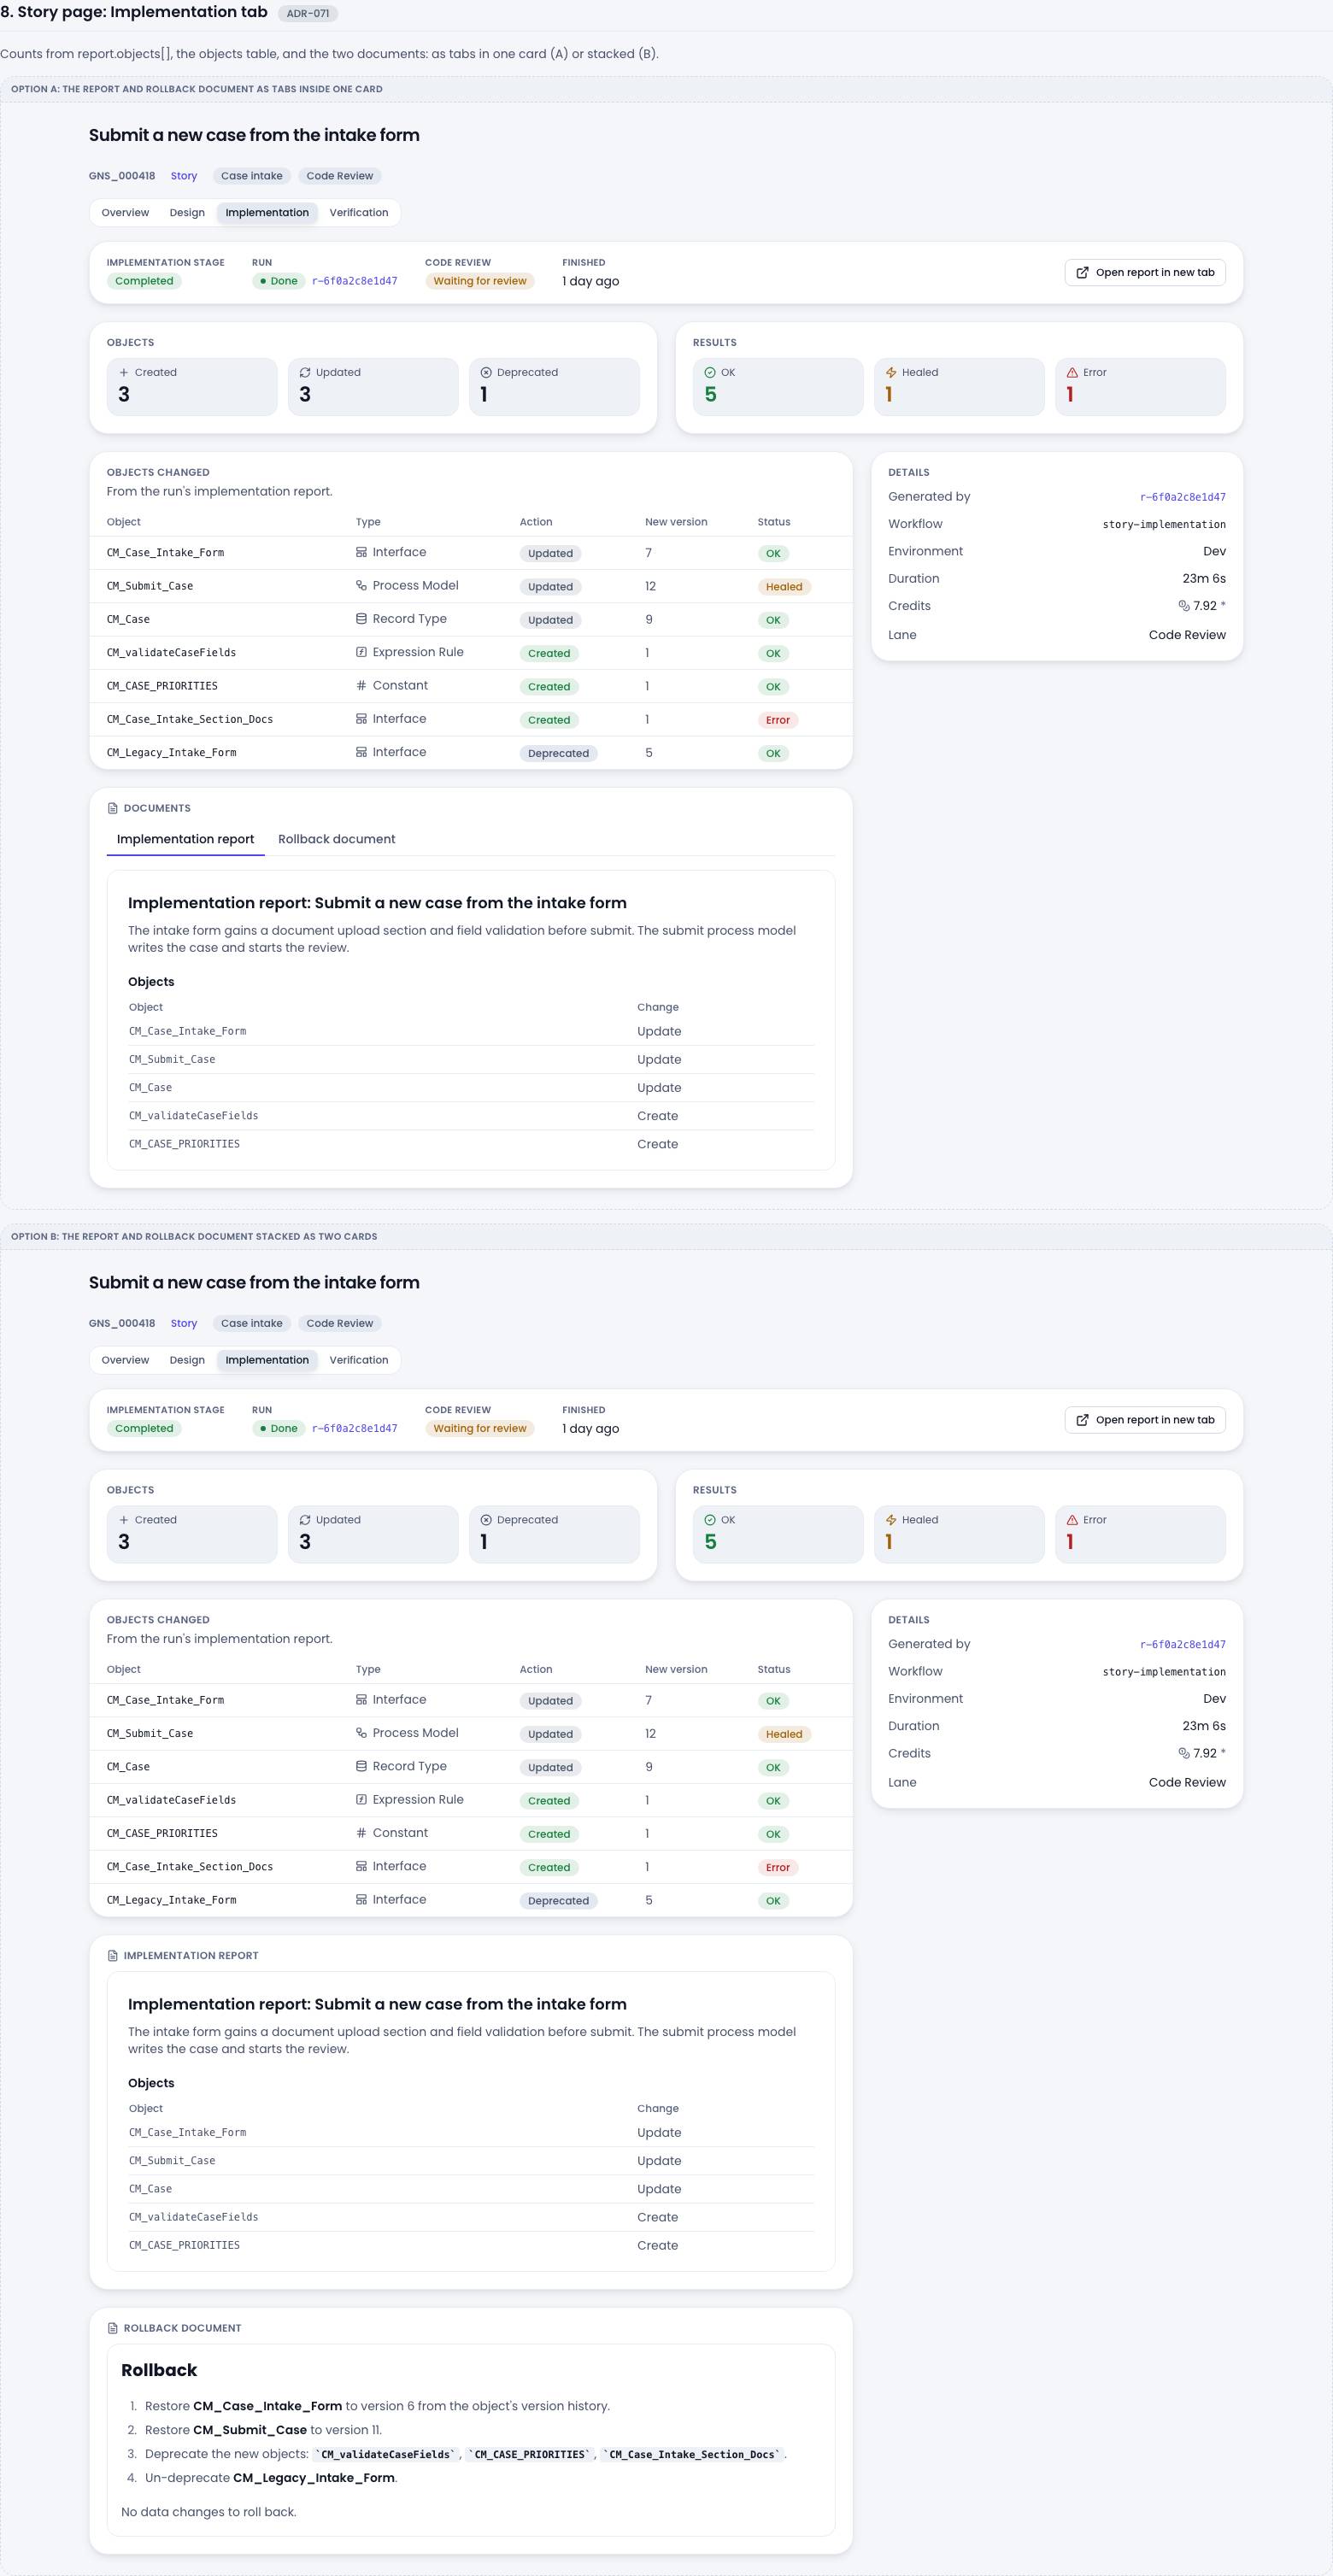 8. Story page: Implementation tab ADR-071
Counts from report.objects[], the objects table, and the two documents: as tabs in one card (A) or stacked (B).
OPTION A: THE REPORT AND ROLLBACK DOCUMENT AS TABS INSIDE ONE CARD
Submit a new case from the intake form
GNS_000418 Story Case intake Code Review
Overview Design Implementation Verification
IMPLEMENTATION STAGE RUN CODE REVIEW FINISHED
Completed Done r-6f0a2c8e1d47 Waiting for review 1 day ago
Open report in new tab
OBJECTS
Created Updated Deprecated
3 3 1
RESULTS
OK Healed Error
5 1 1
OBJECTS CHANGED
From the run's implementation report.
Object Type Action New version Status
CM_Case_Intake_Form Interface Updated 7 OK
CM_Submit_Case Process Model Updated 12 Healed
CM_Case Record Type Updated 9 OK
CM_validateCaseFields Expression Rule Created 1 OK
CM_CASE_PRIORITIES Constant Created 1 OK
CM_Case_Intake_Section_Docs Interface Created 1 Error
CM_Legacy_Intake_Form Interface Deprecated 5 OK
DETAILS
Generated by r-6f0a2c8e1d47
Workflow story-implementation
Environment Dev
Duration 23m 6s
Credits 7.92 *
Lane Code Review
DOCUMENTS
Implementation report Rollback document
Implementation report: Submit a new case from the intake form
The intake form gains a document upload section and field validation before submit. The submit process model
writes the case and starts the review.
Objects
Object Change
CM_Case_Intake_Form Update
CM_Submit_Case Update
CM_Case Update
CM_validateCaseFields Create
CM_CASE_PRIORITIES Create
OPTION B: THE REPORT AND ROLLBACK DOCUMENT STACKED AS TWO CARDS
Submit a new case from the intake form
GNS_000418 Story Case intake Code Review
Overview Design Implementation Verification
IMPLEMENTATION STAGE RUN CODE REVIEW FINISHED
Completed Done r-6f0a2c8e1d47 Waiting for review 1 day ago
Open report in new tab
OBJECTS
Created Updated Deprecated
3 3 1
RESULTS
OK Healed Error
5 1 1
OBJECTS CHANGED
From the run's implementation report.
Object Type Action New version Status
CM_Case_Intake_Form Interface Updated 7 OK
CM_Submit_Case Process Model Updated 12 Healed
CM_Case Record Type Updated 9 OK
CM_validateCaseFields Expression Rule Created 1 OK
CM_CASE_PRIORITIES Constant Created 1 OK
CM_Case_Intake_Section_Docs Interface Created 1 Error
CM_Legacy_Intake_Form Interface Deprecated 5 OK
DETAILS
Generated by r-6f0a2c8e1d47
Workflow story-implementation
Environment Dev
Duration 23m 6s
Credits 7.92 *
Lane Code Review
IMPLEMENTATION REPORT
Implementation report: Submit a new case from the intake form
The intake form gains a document upload section and field validation before submit. The submit process model
writes the case and starts the review.
Objects
Object Change
CM_Case_Intake_Form Update
CM_Submit_Case Update
CM_Case Update
CM_validateCaseFields Create
CM_CASE_PRIORITIES Create
ROLLBACK DOCUMENT
Rollback
1. Restore CM_Case_Intake_Form to version 6 from the object's version history.
2. Restore CM_Submit_Case to version 11.
3. Deprecate the new objects: `CM_validateCaseFields`, `CM_CASE_PRIORITIES`, `CM_Case_Intake_Section_Docs`.
4. Un-deprecate CM_Legacy_Intake_Form.
No data changes to roll back.